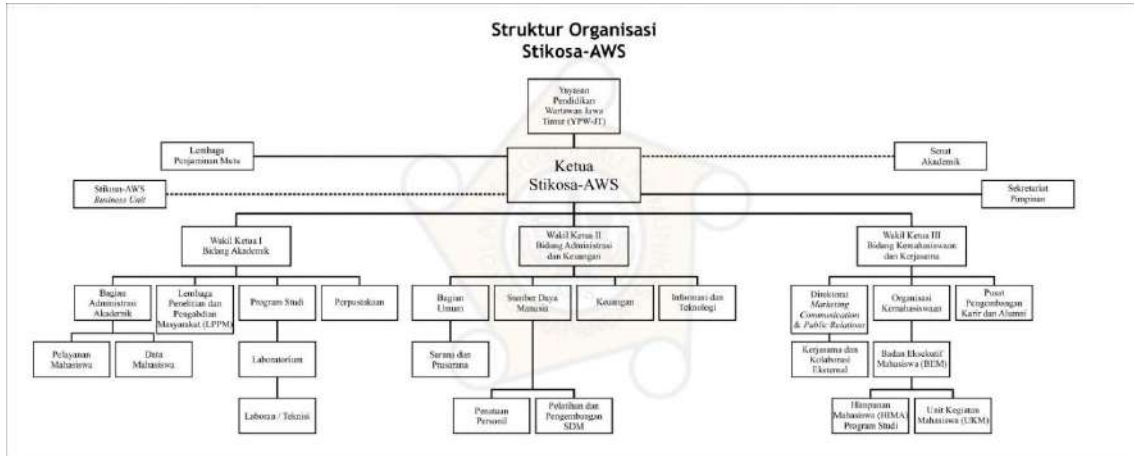 Struktur Organisasi
Stikosa-AWS
Yayasan
Pendidikan
Wartawan Jawa
Timur (YPW-JT)
Lembaga
Penjaminan Mutu
Senat
Akademik
Ketua
Stikosa-AWS
Stikosa-AWS
Business Unit
Sekretariat
Pimpinan
Wakil Ketua I
Bidang Akademik
Wakil Ketua II
Bidang Administrasi
dan Keuangan
Wakil Ketua III
Bidang Kemahasiswaan
dan Kerjasama
Bagian
Administrasi
Akademik
Lembaga
Penelitian dan
Pengabdian
Masyarakat (LPPM)
Program Studi
Perpustakaan
Bagian
Umum
Sumber Daya
Manusia
Keuangan
Informasi dan
Teknologi
Direktorat
Marketing
Communication
& Public Relations
Organisasi
Kemahasiswaan
Pusat
Pengembangan
Karir dan Alumni
Pelayanan
Mahasiswa
Data
Mahasiswa
Laboratorium
Sarana dan
Prasarana
Kerjasama dan
Kolaborasi
Eksternal
Badan Eksekutif
Mahasiswa (BEM)
Laboran / Teknisi
Penataan
Personil
Pelatihan dan
Pengembangan
SDM
Himpunan
Mahasiswa (HIMA)
Program Studi
Unit Kegiatan
Mahasiswa (UKM)